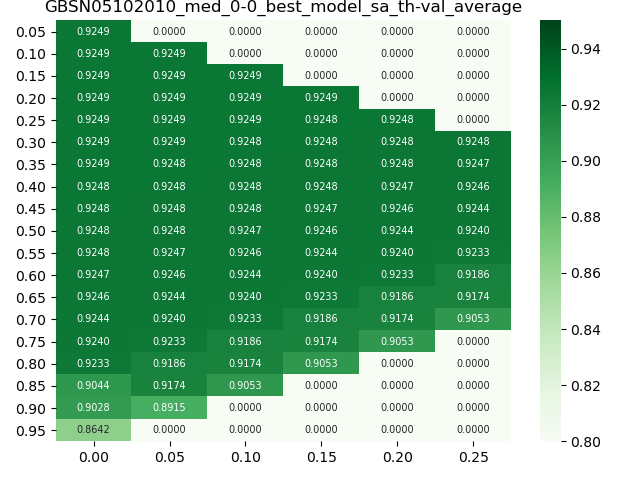 GBSN05102010_med_0-0_best_model_sa_th-val_average
0.05 0.9249 0.0000 0.0000 0.0000 0.0000 0.0000
0.10 0.9249 0.9249 0.0000 0.0000 0.0000 0.0000
0.15 0.9249 0.9249 0.9249 0.0000 0.0000 0.0000
0.20 0.9249 0.9249 0.9249 0.9249 0.0000 0.0000
0.25 0.9249 0.9249 0.9249 0.9248 0.9248 0.0000
0.30 0.9249 0.9249 0.9248 0.9248 0.9248 0.9248
0.35 0.9249 0.9248 0.9248 0.9248 0.9248 0.9247
0.40 0.9248 0.9248 0.9248 0.9248 0.9247 0.9246
0.45 0.9248 0.9248 0.9248 0.9247 0.9246 0.9244
0.50 0.9248 0.9248 0.9247 0.9246 0.9244 0.9240
0.55 0.9248 0.9247 0.9246 0.9244 0.9240 0.9233
0.60 0.9247 0.9246 0.9244 0.9240 0.9233 0.9186
0.65 0.9246 0.9244 0.9240 0.9233 0.9186 0.9174
0.70 0.9244 0.9240 0.9233 0.9186 0.9174 0.9053
0.75 0.9240 0.9233 0.9186 0.9174 0.9053 0.0000
0.80 0.9233 0.9186 0.9174 0.9053 0.0000 0.0000
0.85 0.9044 0.9174 0.9053 0.0000 0.0000 0.0000
0.90 0.9028 0.8915 0.0000 0.0000 0.0000 0.0000
0.95 0.8642 0.0000 0.0000 0.0000 0.0000 0.0000
0.00 0.05 0.10 0.15 0.20 0.25
0.94
0.92
0.90
0.88
0.86
0.84
0.82
0.80